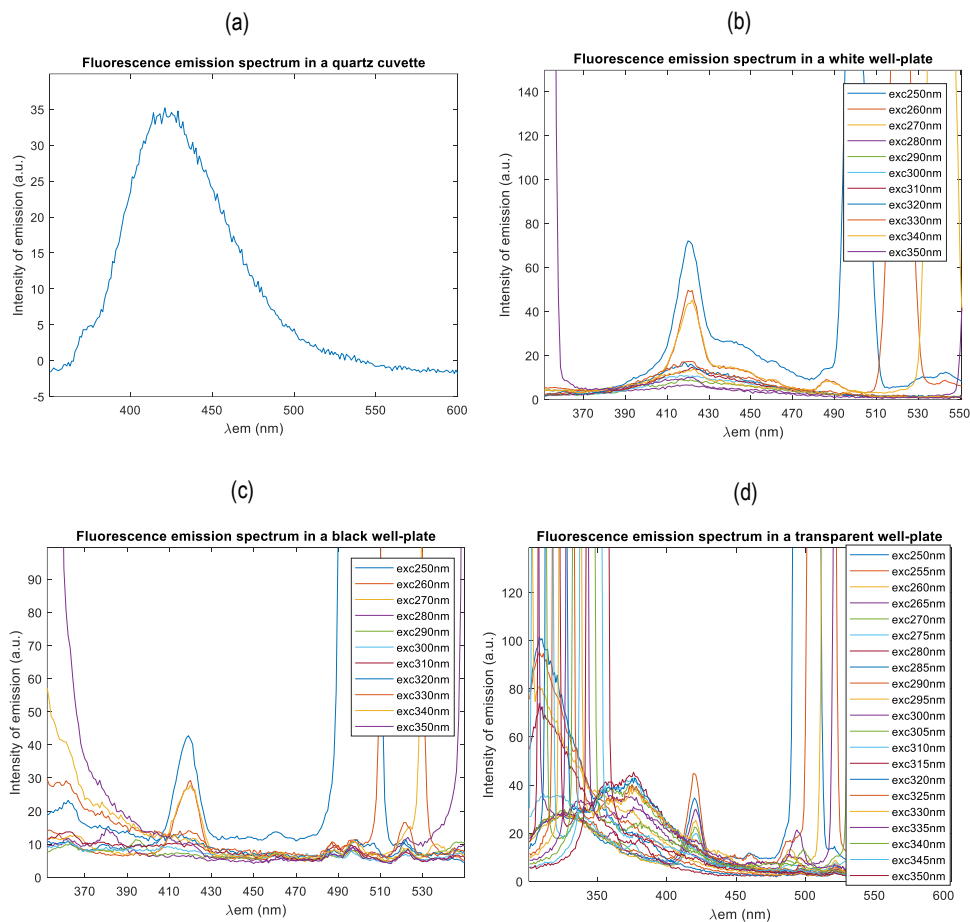 (a)
Fluorescence emission spectrum in a quartz cuvette
Intensity of emission (a.u.)
35
30
25
20
15
10
5
0
-5
400
450
500
550
600
λem (nm)
(b)
Fluorescence emission spectrum in a white well-plate
Intensity of emission (a.u.)
140
120
100
80
60
40
20
0
370
390
410
430
450
470
490
510
530
550
λem (nm)
exc250nm
exc260nm
exc270nm
exc280nm
exc290nm
exc300nm
exc310nm
exc320nm
exc330nm
exc340nm
exc350nm
(c)
Fluorescence emission spectrum in a black well-plate
Intensity of emission (a.u.)
90
80
70
60
50
40
30
20
10
0
370
390
410
430
450
470
490
510
530
λem (nm)
exc250nm
exc260nm
exc270nm
exc280nm
exc290nm
exc300nm
exc310nm
exc320nm
exc330nm
exc340nm
exc350nm
(d)
Fluorescence emission spectrum in a transparent well-plate
Intensity of emission (a.u.)
120
100
80
60
40
20
0
350
400
450
500
550
600
λem (nm)
exc250nm
exc255nm
exc260nm
exc265nm
exc270nm
exc275nm
exc280nm
exc285nm
exc290nm
exc295nm
exc300nm
exc305nm
exc310nm
exc315nm
exc320nm
exc325nm
exc330nm
exc335nm
exc340nm
exc345nm
exc350nm